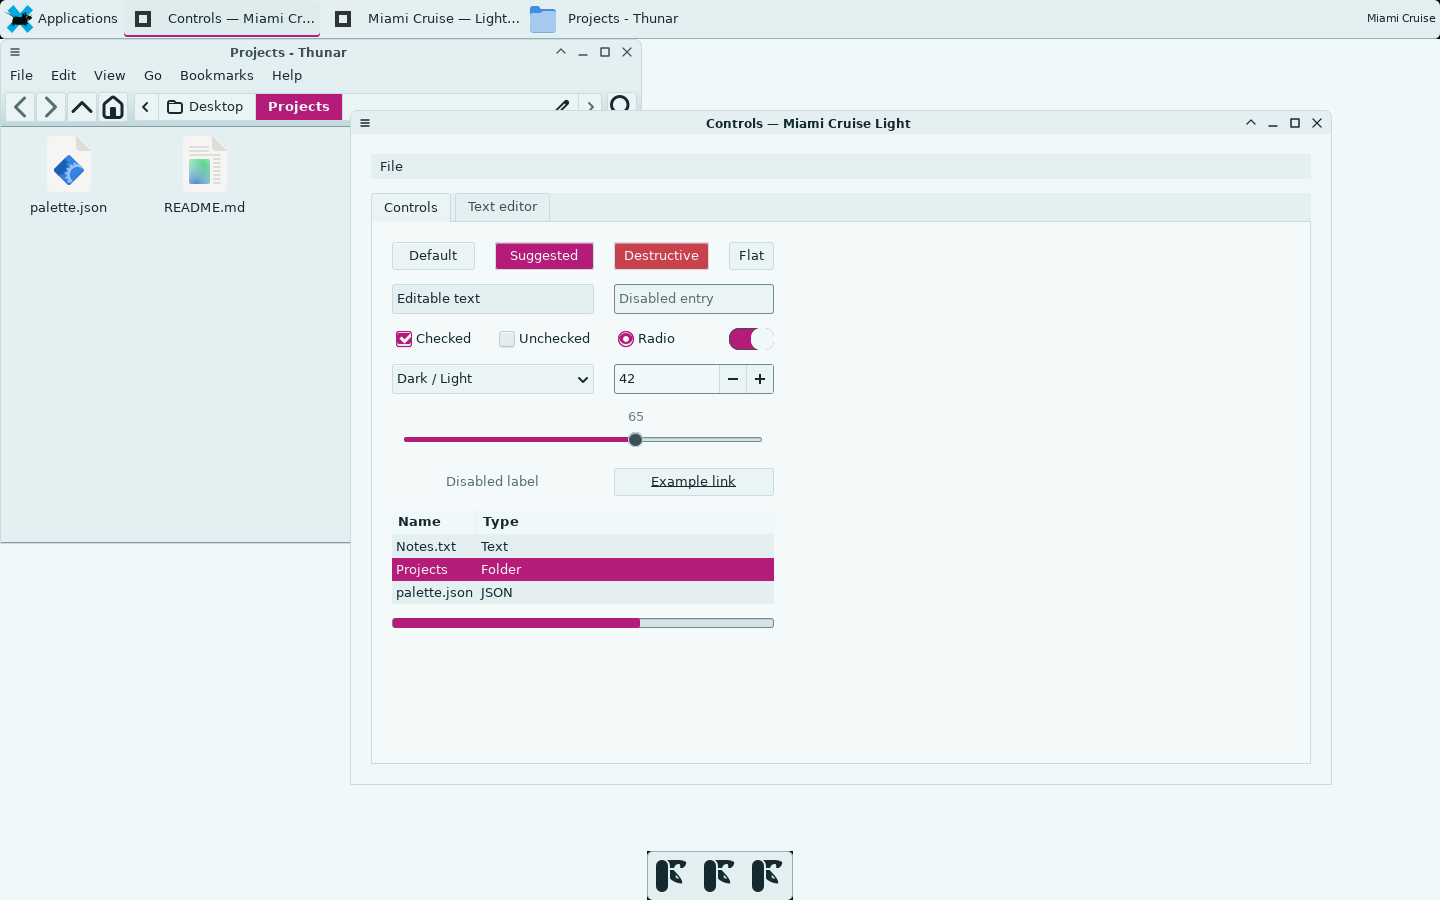 Applications
Controls — Miami Cr...
Miami Cruise — Light...
Projects - Thunar
Miami Cruise
Projects - Thunar
File Edit View Go Bookmarks Help
Desktop Projects
palette.json
README.md
Controls — Miami Cruise Light
File
Controls Text editor
Default Suggested Destructive Flat
Editable text Disabled entry
Checked Unchecked Radio
Dark / Light 42
65
Disabled label Example link
Name Type
Notes.txt Text
Projects Folder
palette.json JSON